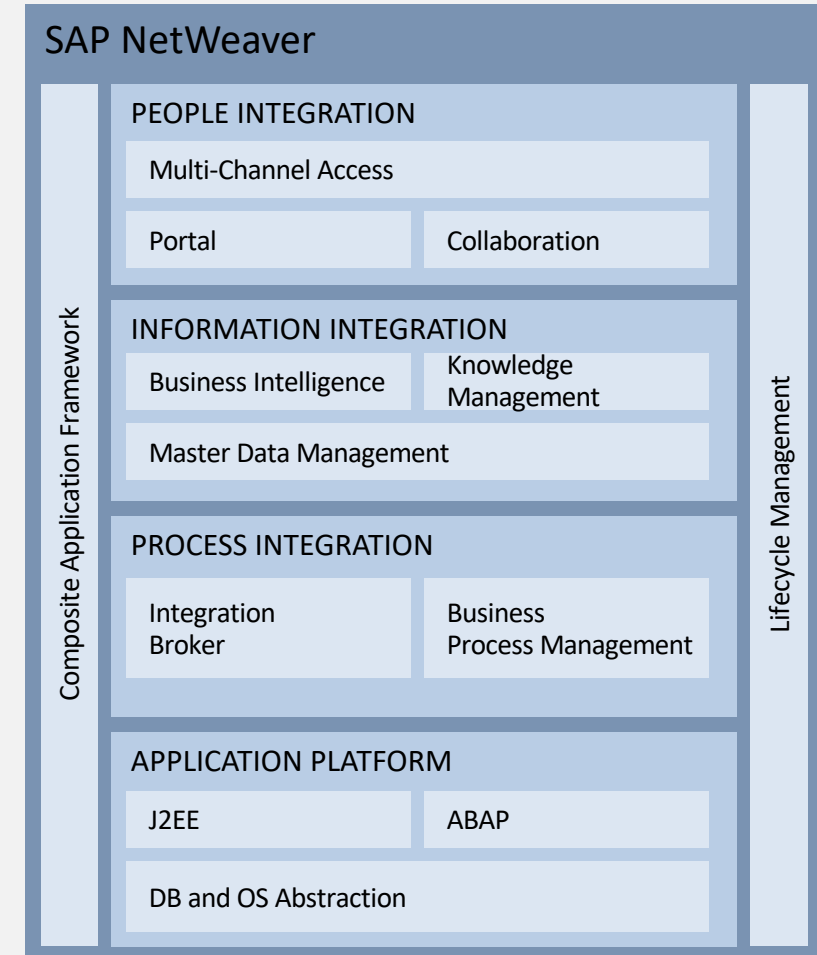 SAP NetWeaver
Composite Application Framework
PEOPLE INTEGRATION
Multi-Channel Access
Portal
Collaboration
INFORMATION INTEGRATION
Business Intelligence
Knowledge
Management
Master Data Management
PROCESS INTEGRATION
Integration
Broker
Business
Process Management
APPLICATION PLATFORM
J2EE
ABAP
DB and OS Abstraction
Lifecycle Management